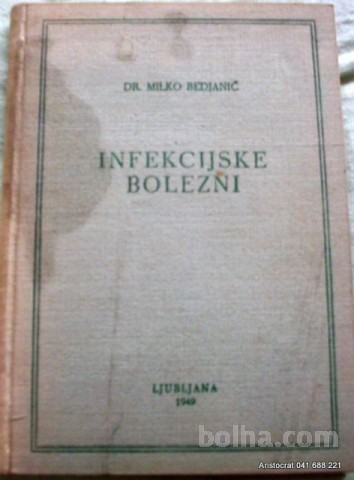 DR. MILKO BEDJANIČ
INFEKCIJSKE
BOLEZNI
LJUBLJANA
1949
bolha.com
Aristocrat 041 688 221